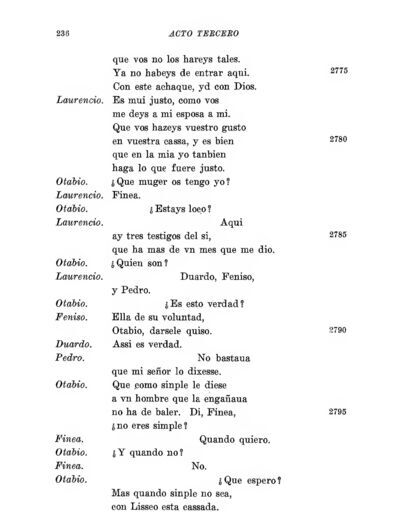 236 ACTO TERCERO
que vos no los hareys tales.
Ya no habeys de entrar aqui. 2775
Con este achaque, yd con Dios.
Laurencio. Es mui justo, como vos
me deys a mi esposa a mi.
Que vos hazeys vuestro gusto
en vuestra cassa, y es bien 2780
que en la mia yo tanbien
haga lo que fuere justo.
Otabio. ¿Que muger os tengo yo?
Laurencio. Finea.
Otabio. ¿Estays loco?
Laurencio. Aqui
ay tres testigos del si, 2785
que ha mas de vn mes que me dio.
Otabio. ¿Quien son?
Laurencio. Duardo, Feniso,
y Pedro.
Otabio. ¿Es esto verdad?
Feniso. Ella de su voluntad,
Otabio, darsele quiso. 2790
Duardo. Assi es verdad.
Pedro. No bastaua
que mi señor lo dixesse.
Otabio. Que como sinple le diese
a vn hombre que la engañaua
no ha de baler. Di, Finea, 2795
¿no eres simple?
Finea. Quando quiero.
Otabio. ¿Y quando no?
Finea. No.
Otabio. ¿Que espero?
Mas quando sinple no sea,
con Lisseo esta cassada.